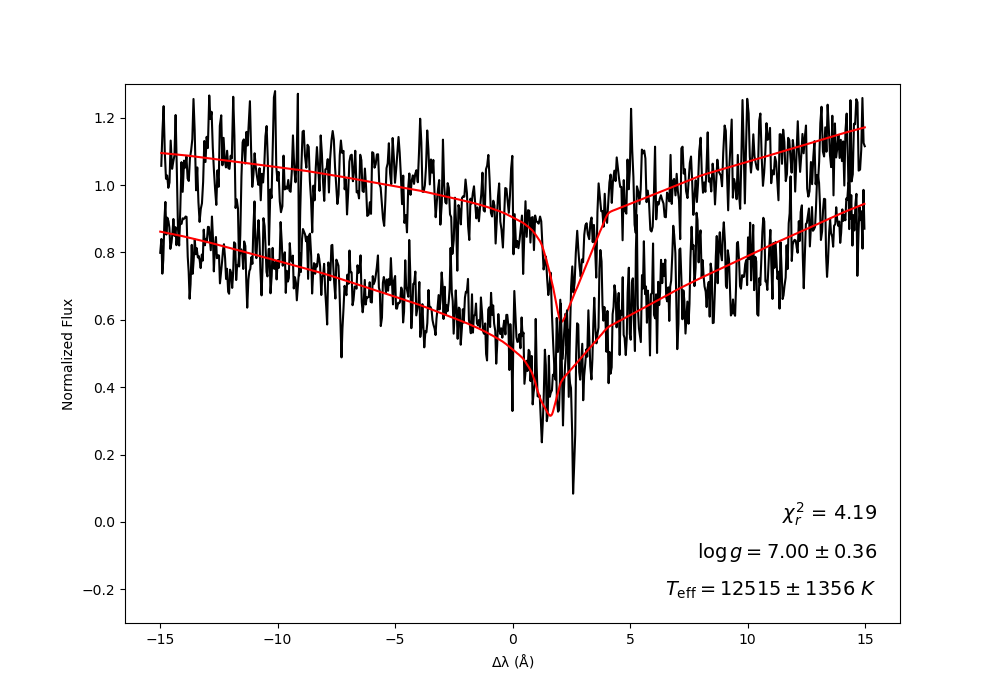 1.2
1.0
0.8
0.6
0.4
0.2
0.0
−0.2
Normalized Flux
χ²ᵣ = 4.19
log g = 7.00 ± 0.36
T_eff = 12515 ± 1356 K
−15 −10 −5 0 5 10 15
Δλ (Å)